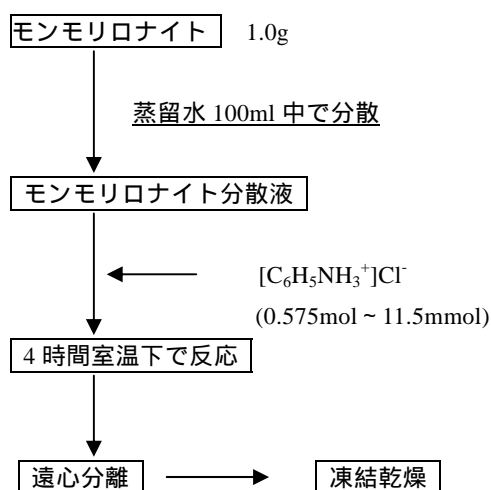 モンモリロナイト 1.0g
蒸留水 100ml 中で分散
モンモリロナイト分散液
[C₆H₅NH₃⁺]Cl⁻
(0.575mol ~ 11.5mmol)
4 時間室温下で反応
遠心分離 凍結乾燥